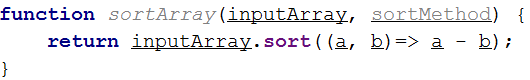 function sortArray(inputArray, sortMethod) {
    return inputArray.sort((a, b)=> a - b);
}